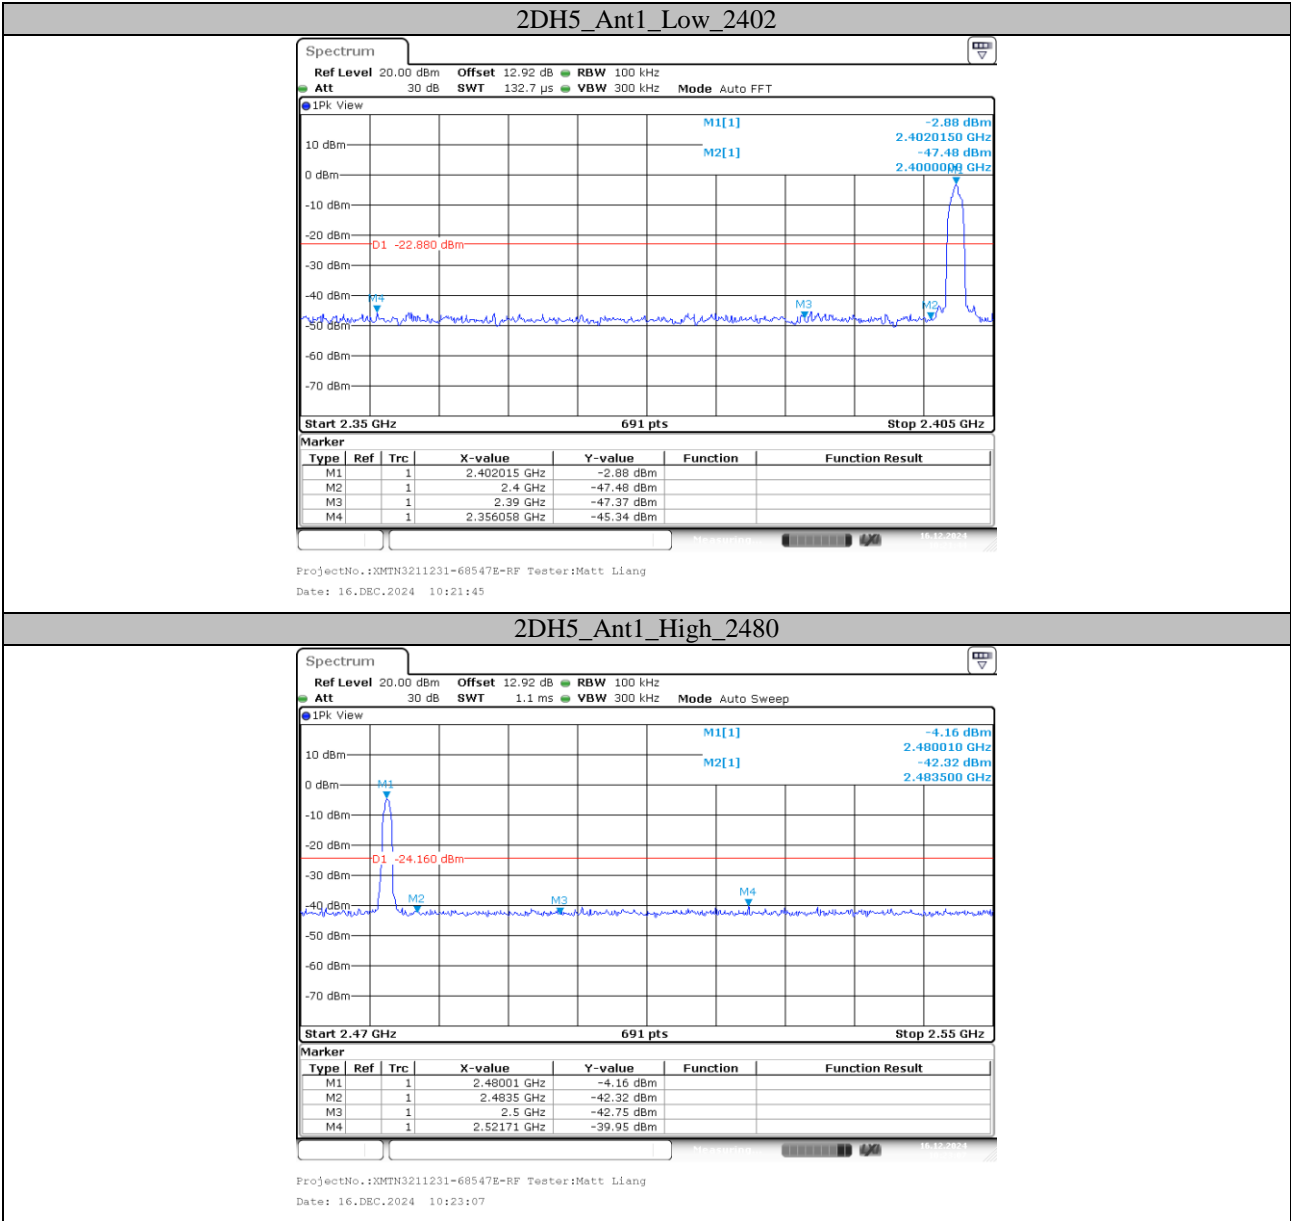 2DH5_Ant1_Low_2402
Spectrum
Ref Level 20.00 dBm Offset 12.92 dB RBW 100 kHz
Att 30 dB SWT 132.7 µs VBW 300 kHz Mode Auto FFT
1Pk View
M1[1] -2.88 dBm
2.4020150 GHz
10 dBm
M2[1] -47.48 dBm
2.4000000 GHz
M1
0 dBm
-10 dBm
-20 dBm
D1 -22.880 dBm
-30 dBm
-40 dBm
M4
M3
M2
-50 dBm
-60 dBm
-70 dBm
Start 2.35 GHz 691 pts Stop 2.405 GHz
Marker
Type Ref Trc X-value Y-value Function Function Result
M1 1 2.402015 GHz -2.88 dBm
M2 1 2.4 GHz -47.48 dBm
M3 1 2.39 GHz -47.37 dBm
M4 1 2.356058 GHz -45.34 dBm
Measuring... 16.12.2024
ProjectNo.:XMTN3211231-68547E-RF Tester:Matt Liang
Date: 16.DEC.2024 10:21:45
2DH5_Ant1_High_2480
Spectrum
Ref Level 20.00 dBm Offset 12.92 dB RBW 100 kHz
Att 30 dB SWT 1.1 ms VBW 300 kHz Mode Auto Sweep
1Pk View
M1[1] -4.16 dBm
2.480010 GHz
10 dBm
M2[1] -42.32 dBm
2.483500 GHz
0 dBm
M1
-10 dBm
-20 dBm
D1 -24.160 dBm
-30 dBm
M2
M3
M4
-40 dBm
-50 dBm
-60 dBm
-70 dBm
Start 2.47 GHz 691 pts Stop 2.55 GHz
Marker
Type Ref Trc X-value Y-value Function Function Result
M1 1 2.48001 GHz -4.16 dBm
M2 1 2.4835 GHz -42.32 dBm
M3 1 2.5 GHz -42.75 dBm
M4 1 2.52171 GHz -39.95 dBm
Measuring... 16.12.2024
ProjectNo.:XMTN3211231-68547E-RF Tester:Matt Liang
Date: 16.DEC.2024 10:23:07